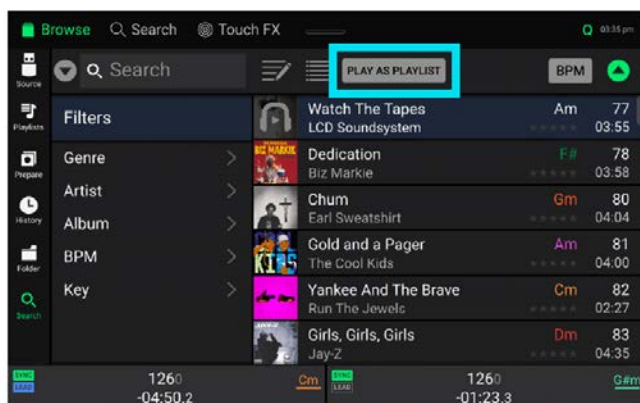 Browse Search Touch FX Q 03:35 pm
Source
Search PLAY AS PLAYLIST BPM
Playlists
Prepare
History
Folder
Search
Filters
Genre
Artist
Album
BPM
Key
Watch The Tapes Am 77
LCD Soundsystem 03:55
Dedication F# 78
Biz Markie 03:58
Chum Gm 80
Earl Sweatshirt 04:04
Gold and a Pager Am 81
The Cool Kids 04:00
Yankee And The Brave Cm 82
Run The Jewels 02:27
Girls, Girls, Girls Dm 83
Jay-Z 04:35
SYNC 1260 Cm SYNC 1260 G#m
LEAD -04:50.2 LEAD -01:23.3